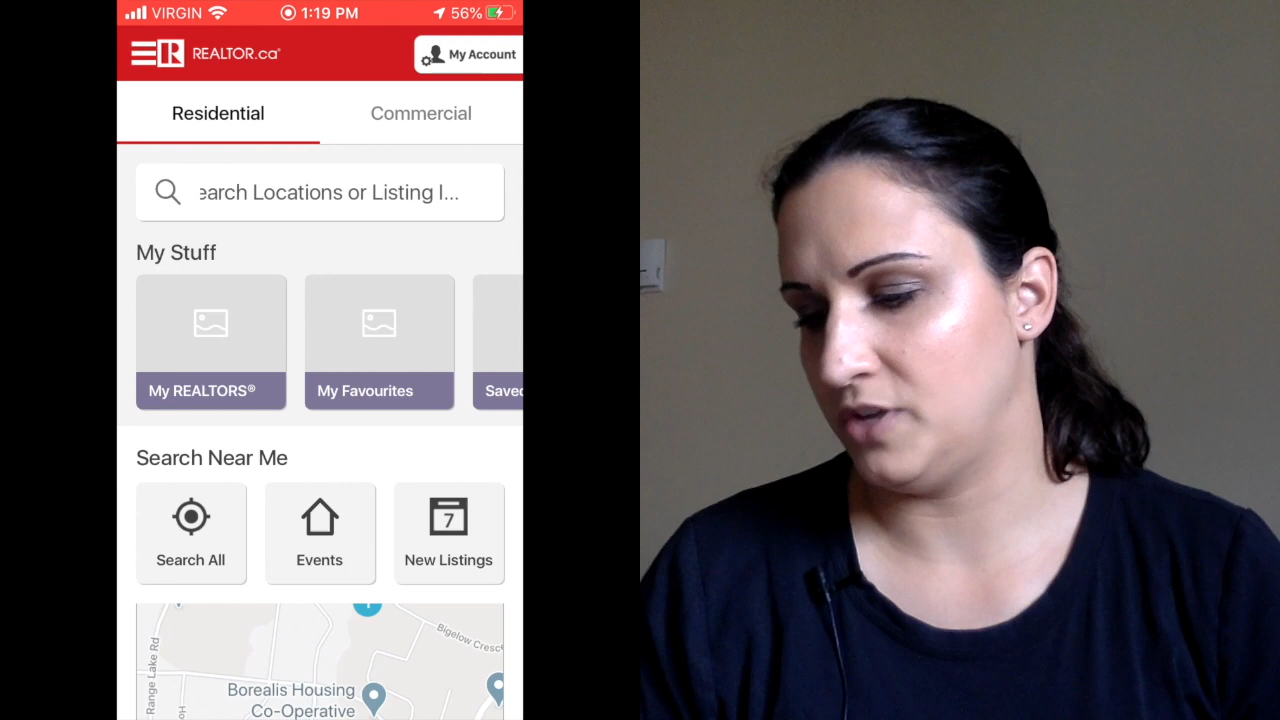 VIRGIN 1:19 PM 56%
REALTOR.ca® My Account
Residential Commercial
earch Locations or Listing I...
My Stuff
My REALTORS® My Favourites Saved
Search Near Me
7
Search All Events New Listings
Bigelow Cresc
Range Lake Rd
Borealis Housing
Co-Operative